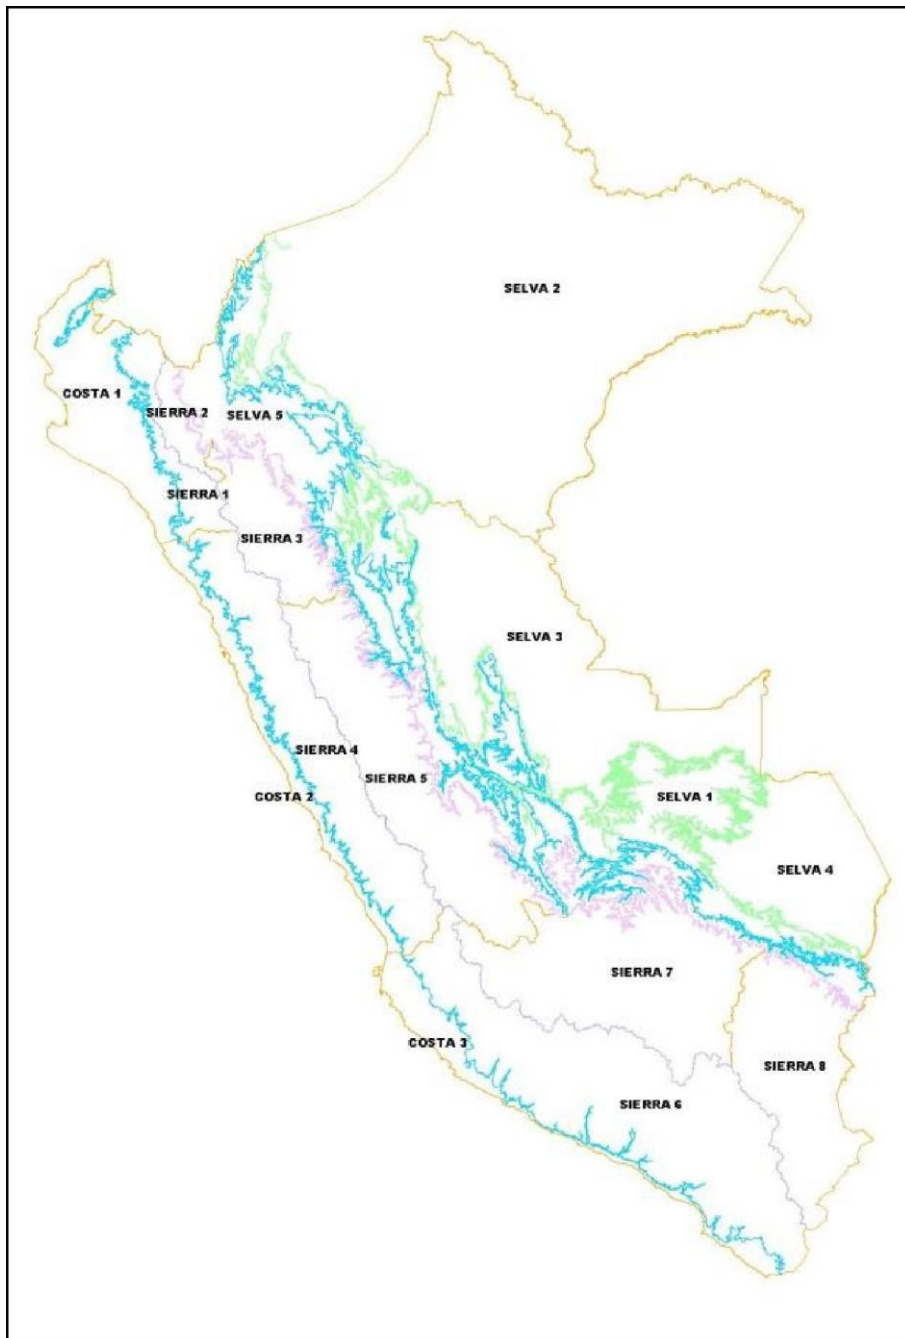 SELVA 2
COSTA 1
SIERRA 2
SELVA 5
SIERRA 1
SIERRA 3
SELVA 3
SIERRA 4
SIERRA 5
COSTA 2
SELVA 1
SELVA 4
SIERRA 7
COSTA 3
SIERRA 8
SIERRA 6